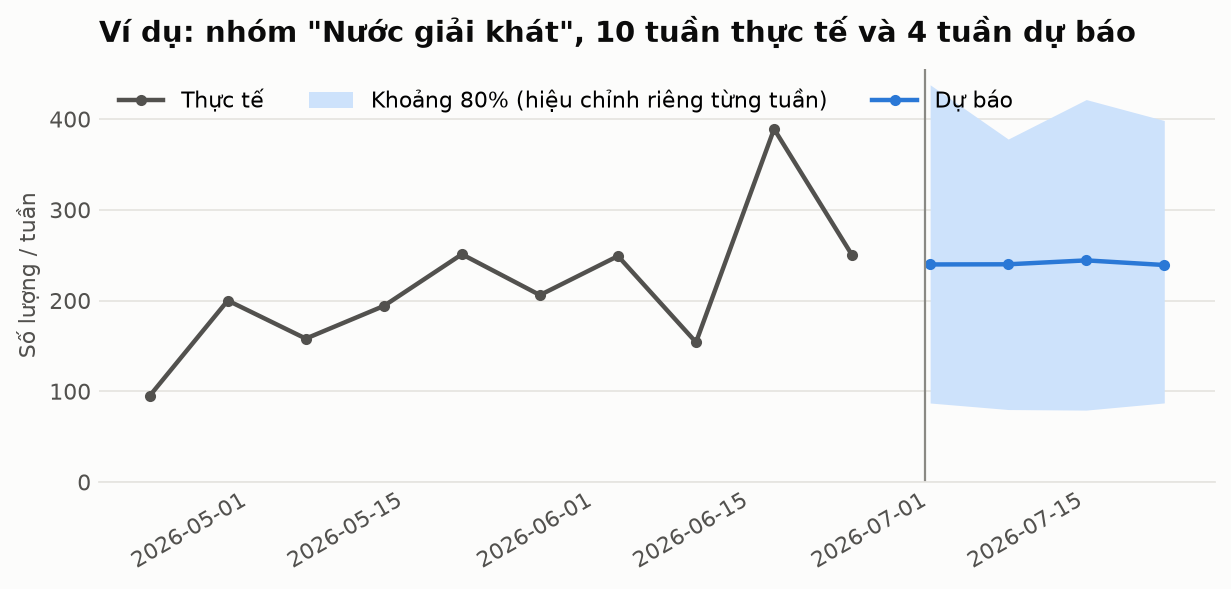 Ví dụ: nhóm "Nước giải khát", 10 tuần thực tế và 4 tuần dự báo
Thực tế
Khoảng 80% (hiệu chỉnh riêng từng tuần)
Dự báo
Số lượng / tuần
400
300
200
100
0
2026-05-01
2026-05-15
2026-06-01
2026-06-15
2026-07-01
2026-07-15